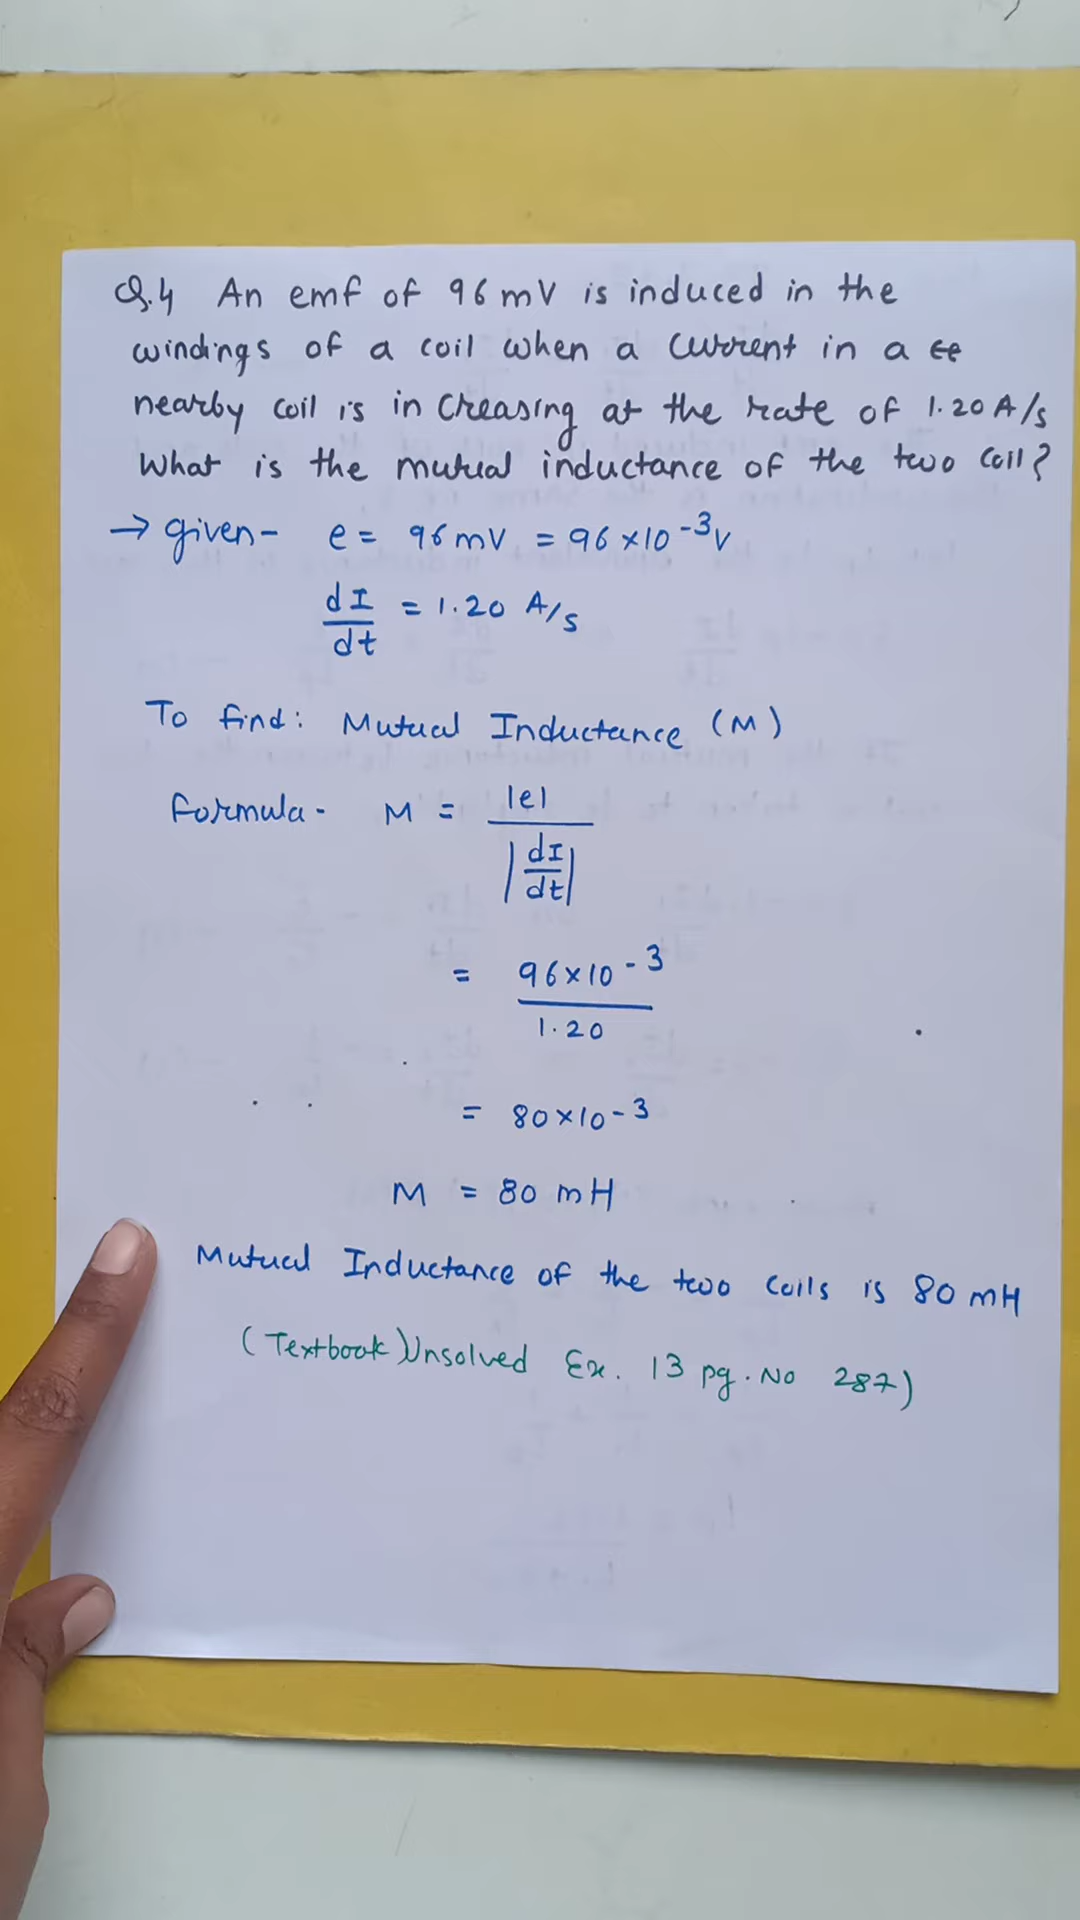 Q.4 An emf of 96 mV is induced in the
windings of a coil when a current in a
nearby coil is increasing at the rate of 1.20 A/s
What is the mutual inductance of the two coil?
→ given- e = 96 mV = 96×10-³V
dI/dt = 1.20 A/s
To find: Mutual Inductance (M)
formula- M = |e| / |dI/dt|
= 96×10-³ / 1.20
= 80×10-³
M = 80 mH
Mutual Inductance of the two coils is 80 mH
(Textbook) Unsolved Ex. 13 pg. No 287)